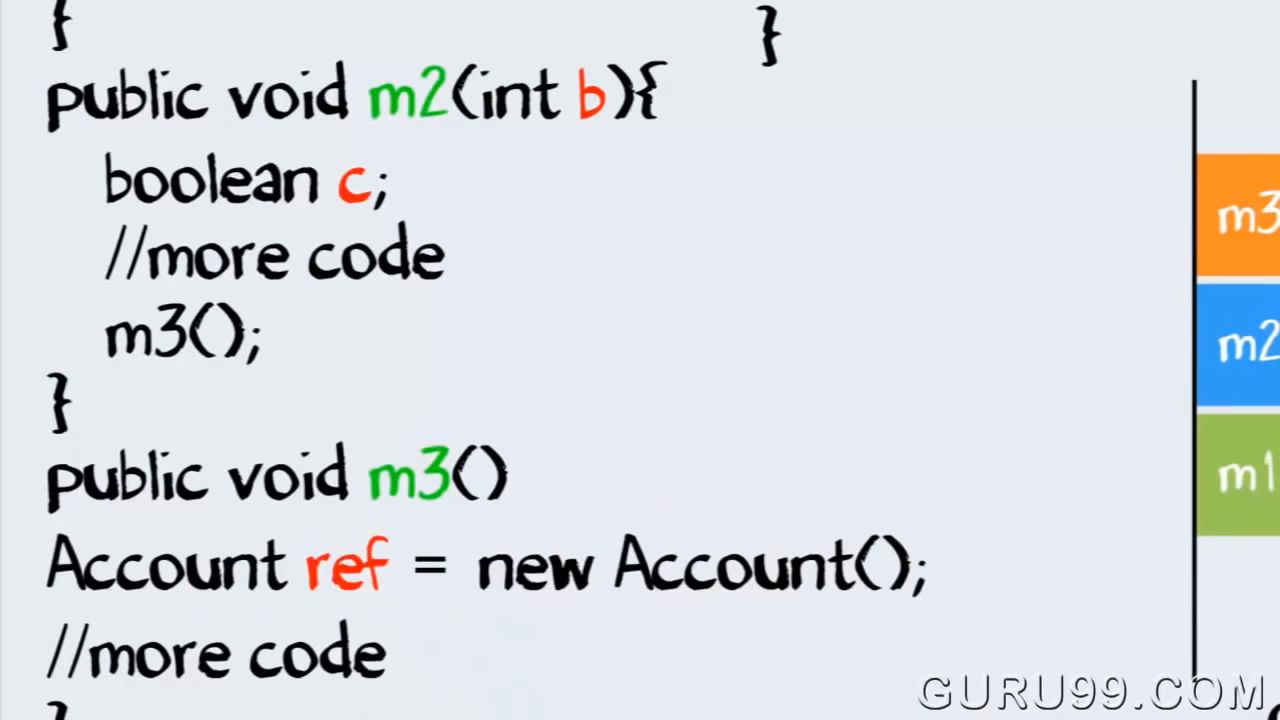 }
}
public void m2(int b){
boolean c;
//more code
m3();
}
public void m3()
Account ref = new Account();
//more code
}
m3
m2
m1
GURU99.COM